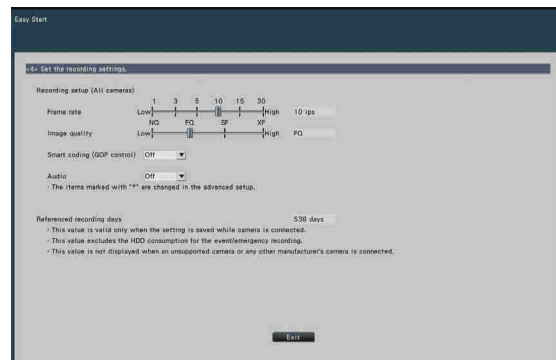 Easy Start
<4> Set the recording settings.
Recording setup (All cameras)
1 3 5 10 15 30
Frame rate Low High 10 ips
NQ FQ SF XF
Image quality Low High FQ
Smart coding (GOP control) Off
Audio Off
· The items marked with "*" are changed in the advanced setup.
Referenced recording days 538 days
· This value is valid only when the setting is saved while camera is connected.
· This value excludes the HDD consumption for the event/emergency recording.
· This value is not displayed when an unsupported camera or any other manufacturer's camera is connected.
Exit